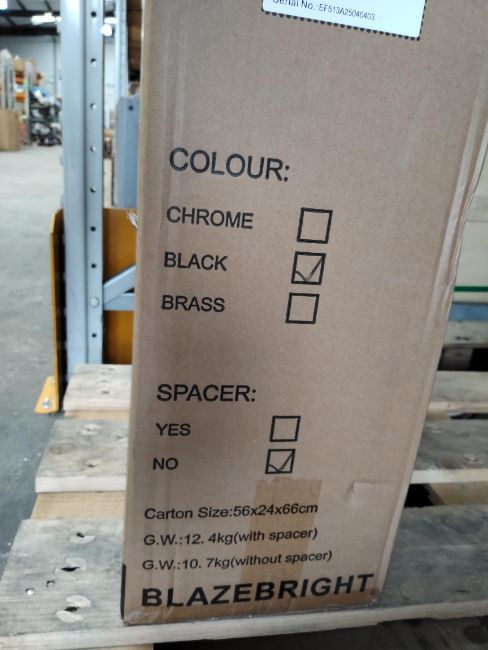 Serial No.:EF513A25040403
COLOUR:
CHROME
BLACK
BRASS
SPACER:
YES
NO
Carton Size:56x24x66cm
G.W.:12. 4kg(with spacer)
G.W.:10. 7kg(without spacer)
BLAZEBRIGHT